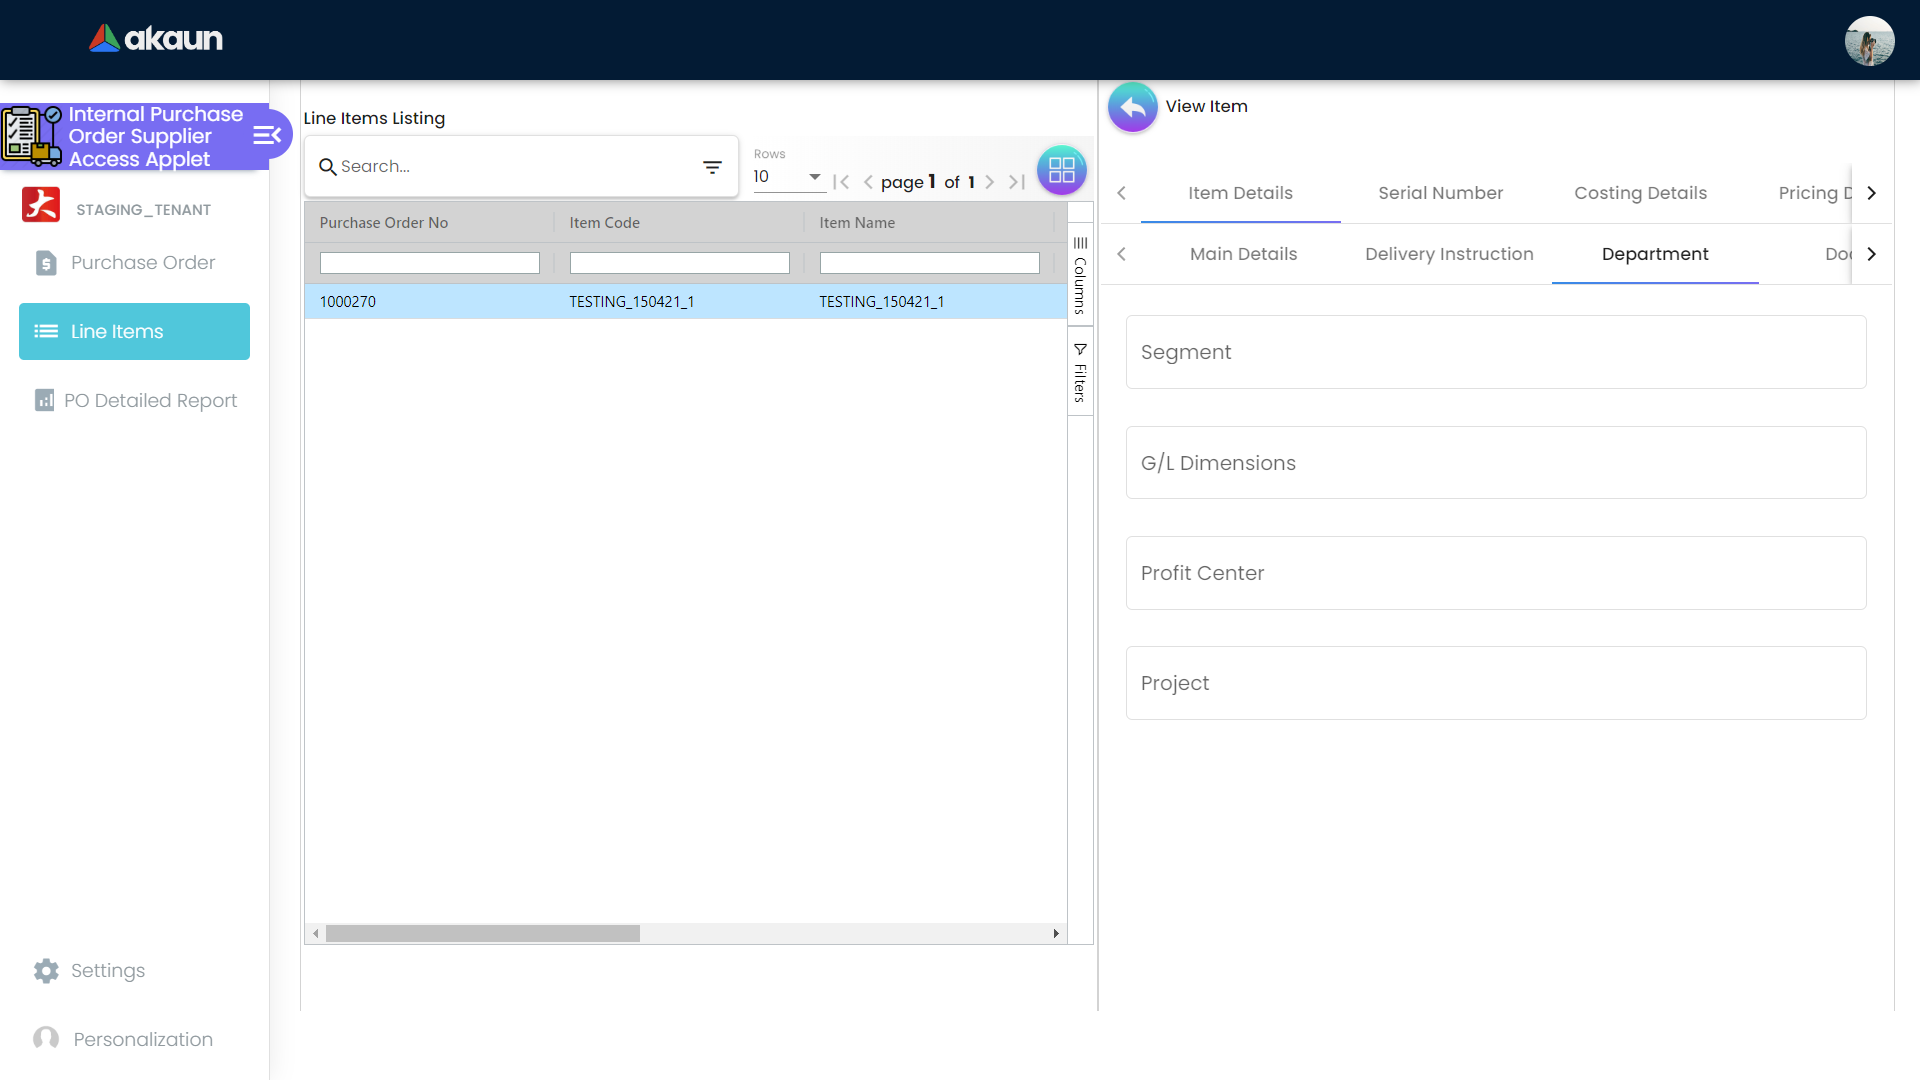 akaun
Internal Purchase
Order Supplier
Access Applet
STAGING_TENANT
Purchase Order
Line Items
PO Detailed Report
Settings
Personalization
Line Items Listing
Search...
Rows
10
page 1 of 1
Purchase Order No Item Code Item Name
1000270 TESTING_150421_1 TESTING_150421_1
Columns
Filters
View Item
Item Details Serial Number Costing Details Pricing D
Main Details Delivery Instruction Department Doc
Segment
G/L Dimensions
Profit Center
Project